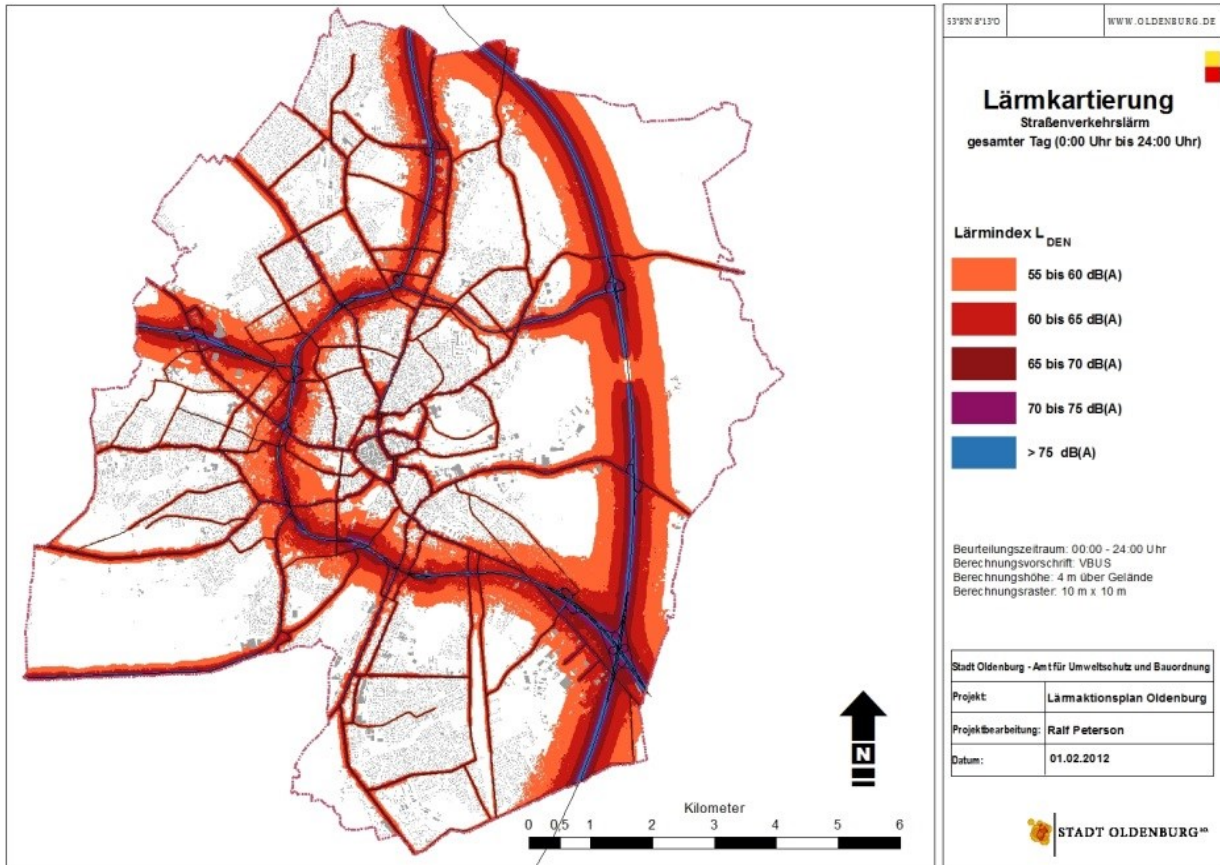 53°8'N 8°13'O
WWW.OLDENBURG.DE
Lärmkartierung
Straßenverkehrslärm
gesamter Tag (0:00 Uhr bis 24:00 Uhr)
Lärmindex L DEN
55 bis 60 dB(A)
60 bis 65 dB(A)
65 bis 70 dB(A)
70 bis 75 dB(A)
> 75 dB(A)
Beurteilungszeitraum: 00:00 - 24:00 Uhr
Berechnungsvorschrift: VBUS
Berechnungshöhe: 4 m über Gelände
Berechnungsraster: 10 m x 10 m
Stadt Oldenburg - Amt für Umweltschutz und Bauordnung
Projekt: Lärmaktionsplan Oldenburg
Projektbearbeitung: Ralf Peterson
Datum: 01.02.2012
STADT OLDENBURG
N
Kilometer
0 0,5 1 2 3 4 5 6